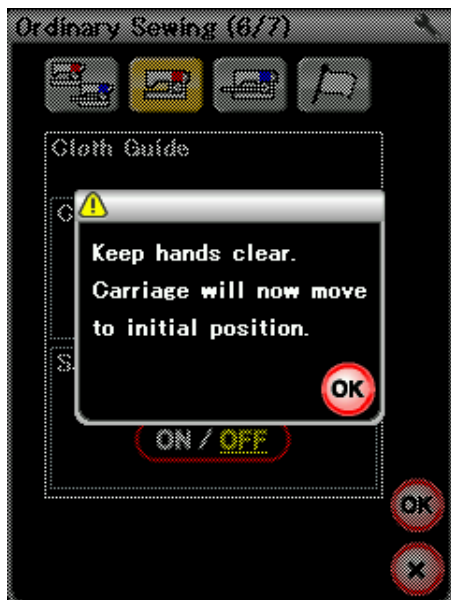 Ordinary Sewing (6/7)
Cloth Guide
Keep hands clear.
Carriage will now move
to initial position.
OK
ON / OFF
OK